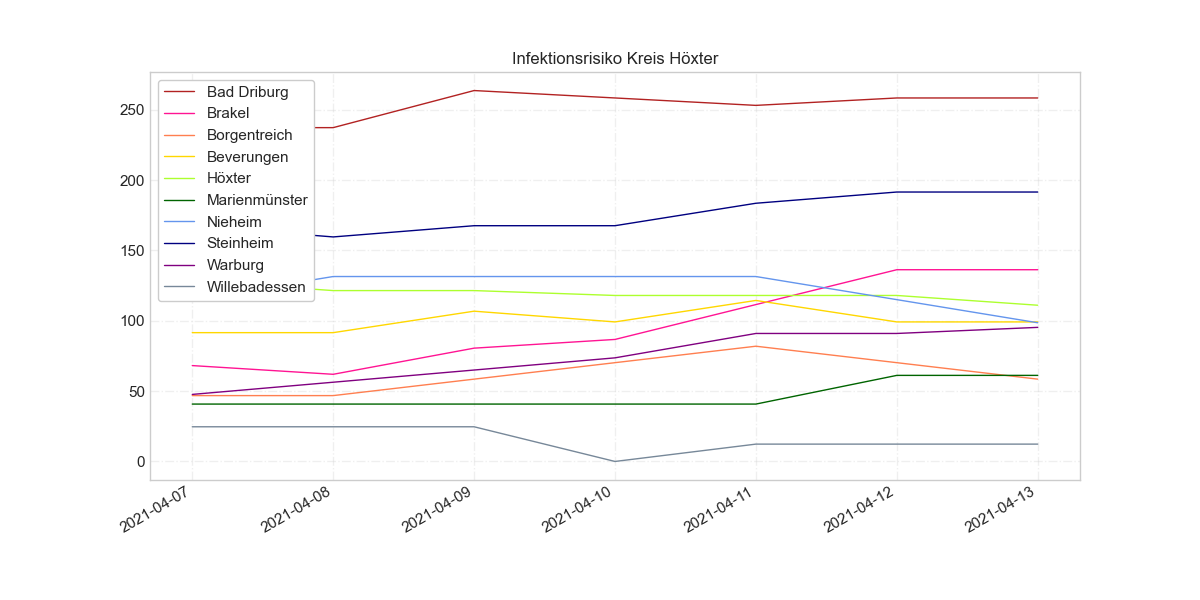 Infektionsrisiko Kreis Höxter
Bad Driburg
Brakel
Borgentreich
Beverungen
Höxter
Marienmünster
Nieheim
Steinheim
Warburg
Willebadessen
250
200
150
100
50
0
2021-04-07
2021-04-08
2021-04-09
2021-04-10
2021-04-11
2021-04-12
2021-04-13